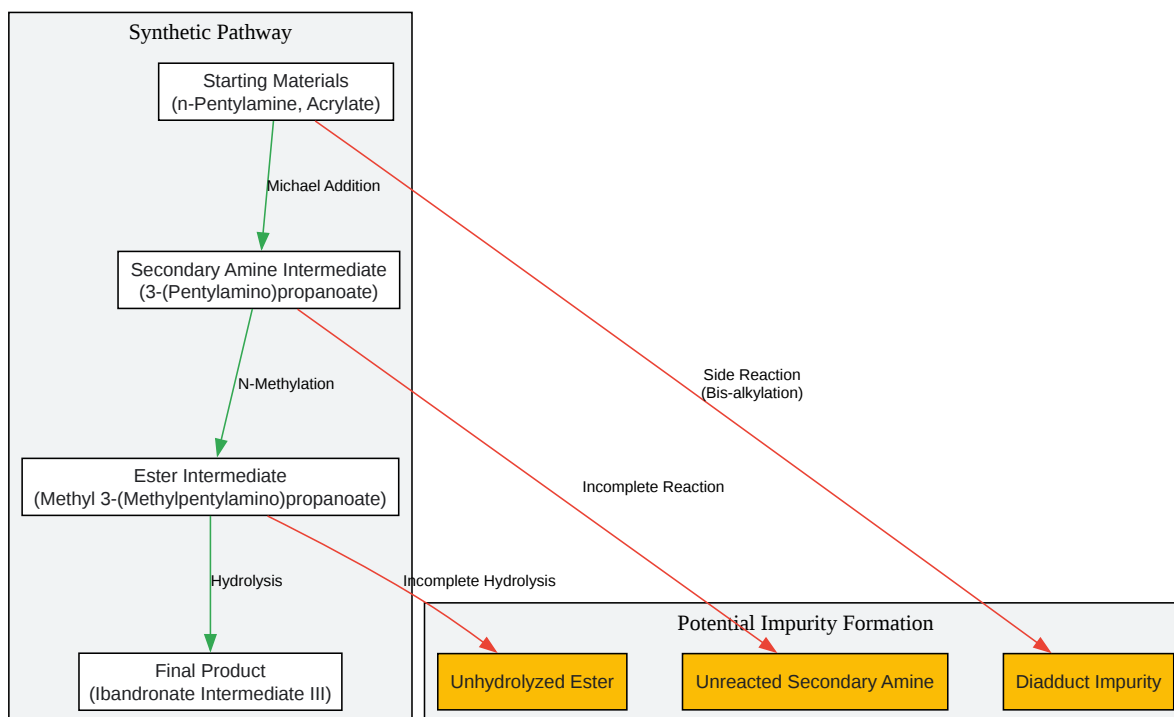 Synthetic Pathway
Starting Materials
(n-Pentylamine, Acrylate)
Michael Addition
Secondary Amine Intermediate
(3-(Pentylamino)propanoate)
Side Reaction
(Bis-alkylation)
N-Methylation
Ester Intermediate
(Methyl 3-(Methylpentylamino)propanoate)
Incomplete Reaction
Hydrolysis
Incomplete Hydrolysis
Potential Impurity Formation
Final Product
(Ibandronate Intermediate III)
Unhydrolyzed Ester
Unreacted Secondary Amine
Diadduct Impurity